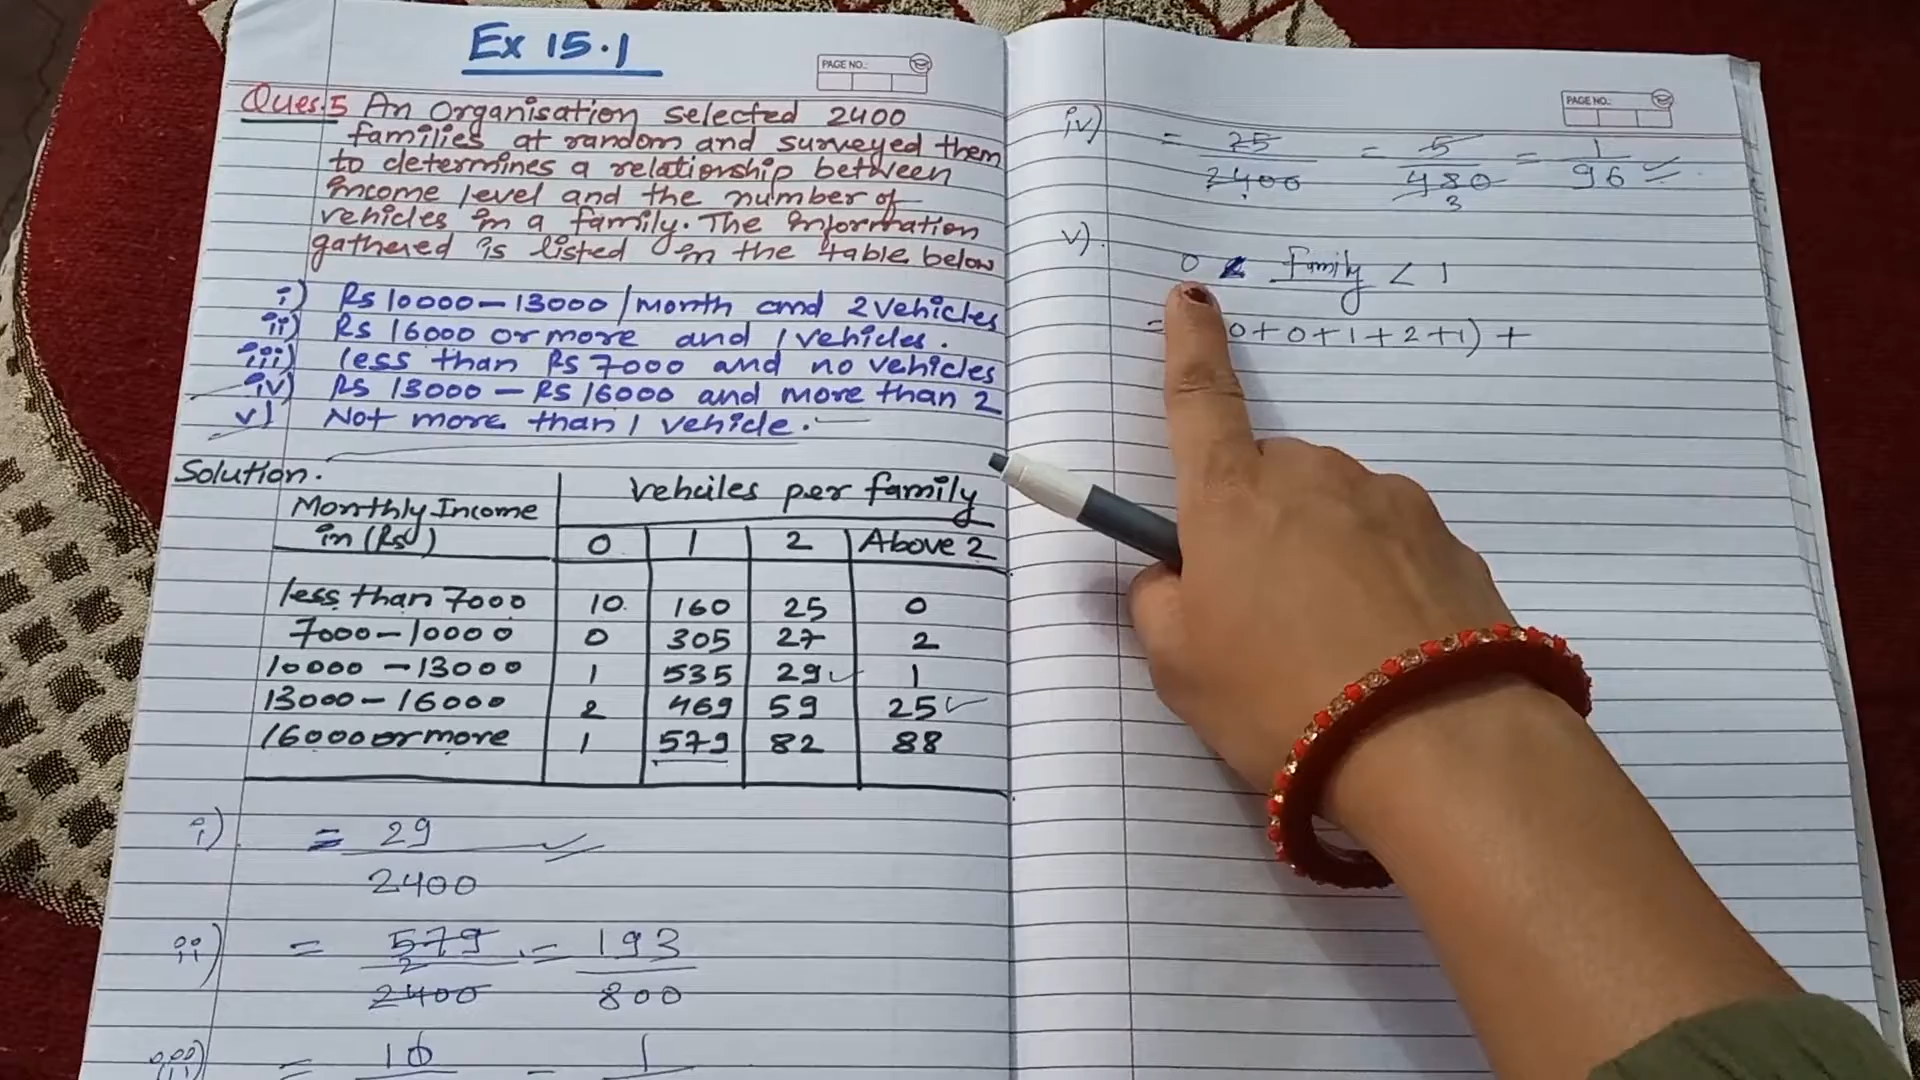 Ex 15.1
PAGE NO.:
Ques.5 An Organisation selected 2400
families at random and surveyed them
to determines a relationship between
income level and the number of
vehicles in a family. The information
gathered is listed in the table below
i) Rs 10000-13000/month and 2 vehicles
ii) Rs 16000 or more and 1 vehicles.
iii) less than Rs 7000 and no vehicles
iv) Rs 13000 - Rs 16000 and more than 2
v) Not more than 1 vehicle.
Solution.
Monthly Income in (Rs) vehciles per family
0 1 2 Above 2
less than 7000 10 160 25 0
7000-10000 0 305 27 2
10000-13000 1 535 29 1
13000-16000 2 469 59 25
16000 or more 1 579 82 88
i) = 29
2400
ii) = 579 = 193
2400 800
iii) = 10 = 1
PAGE NO.:
iv) = 25 = 5 = 1
2400 480 96
v).
0 Family < 1
= 0+0+1+2+1) +